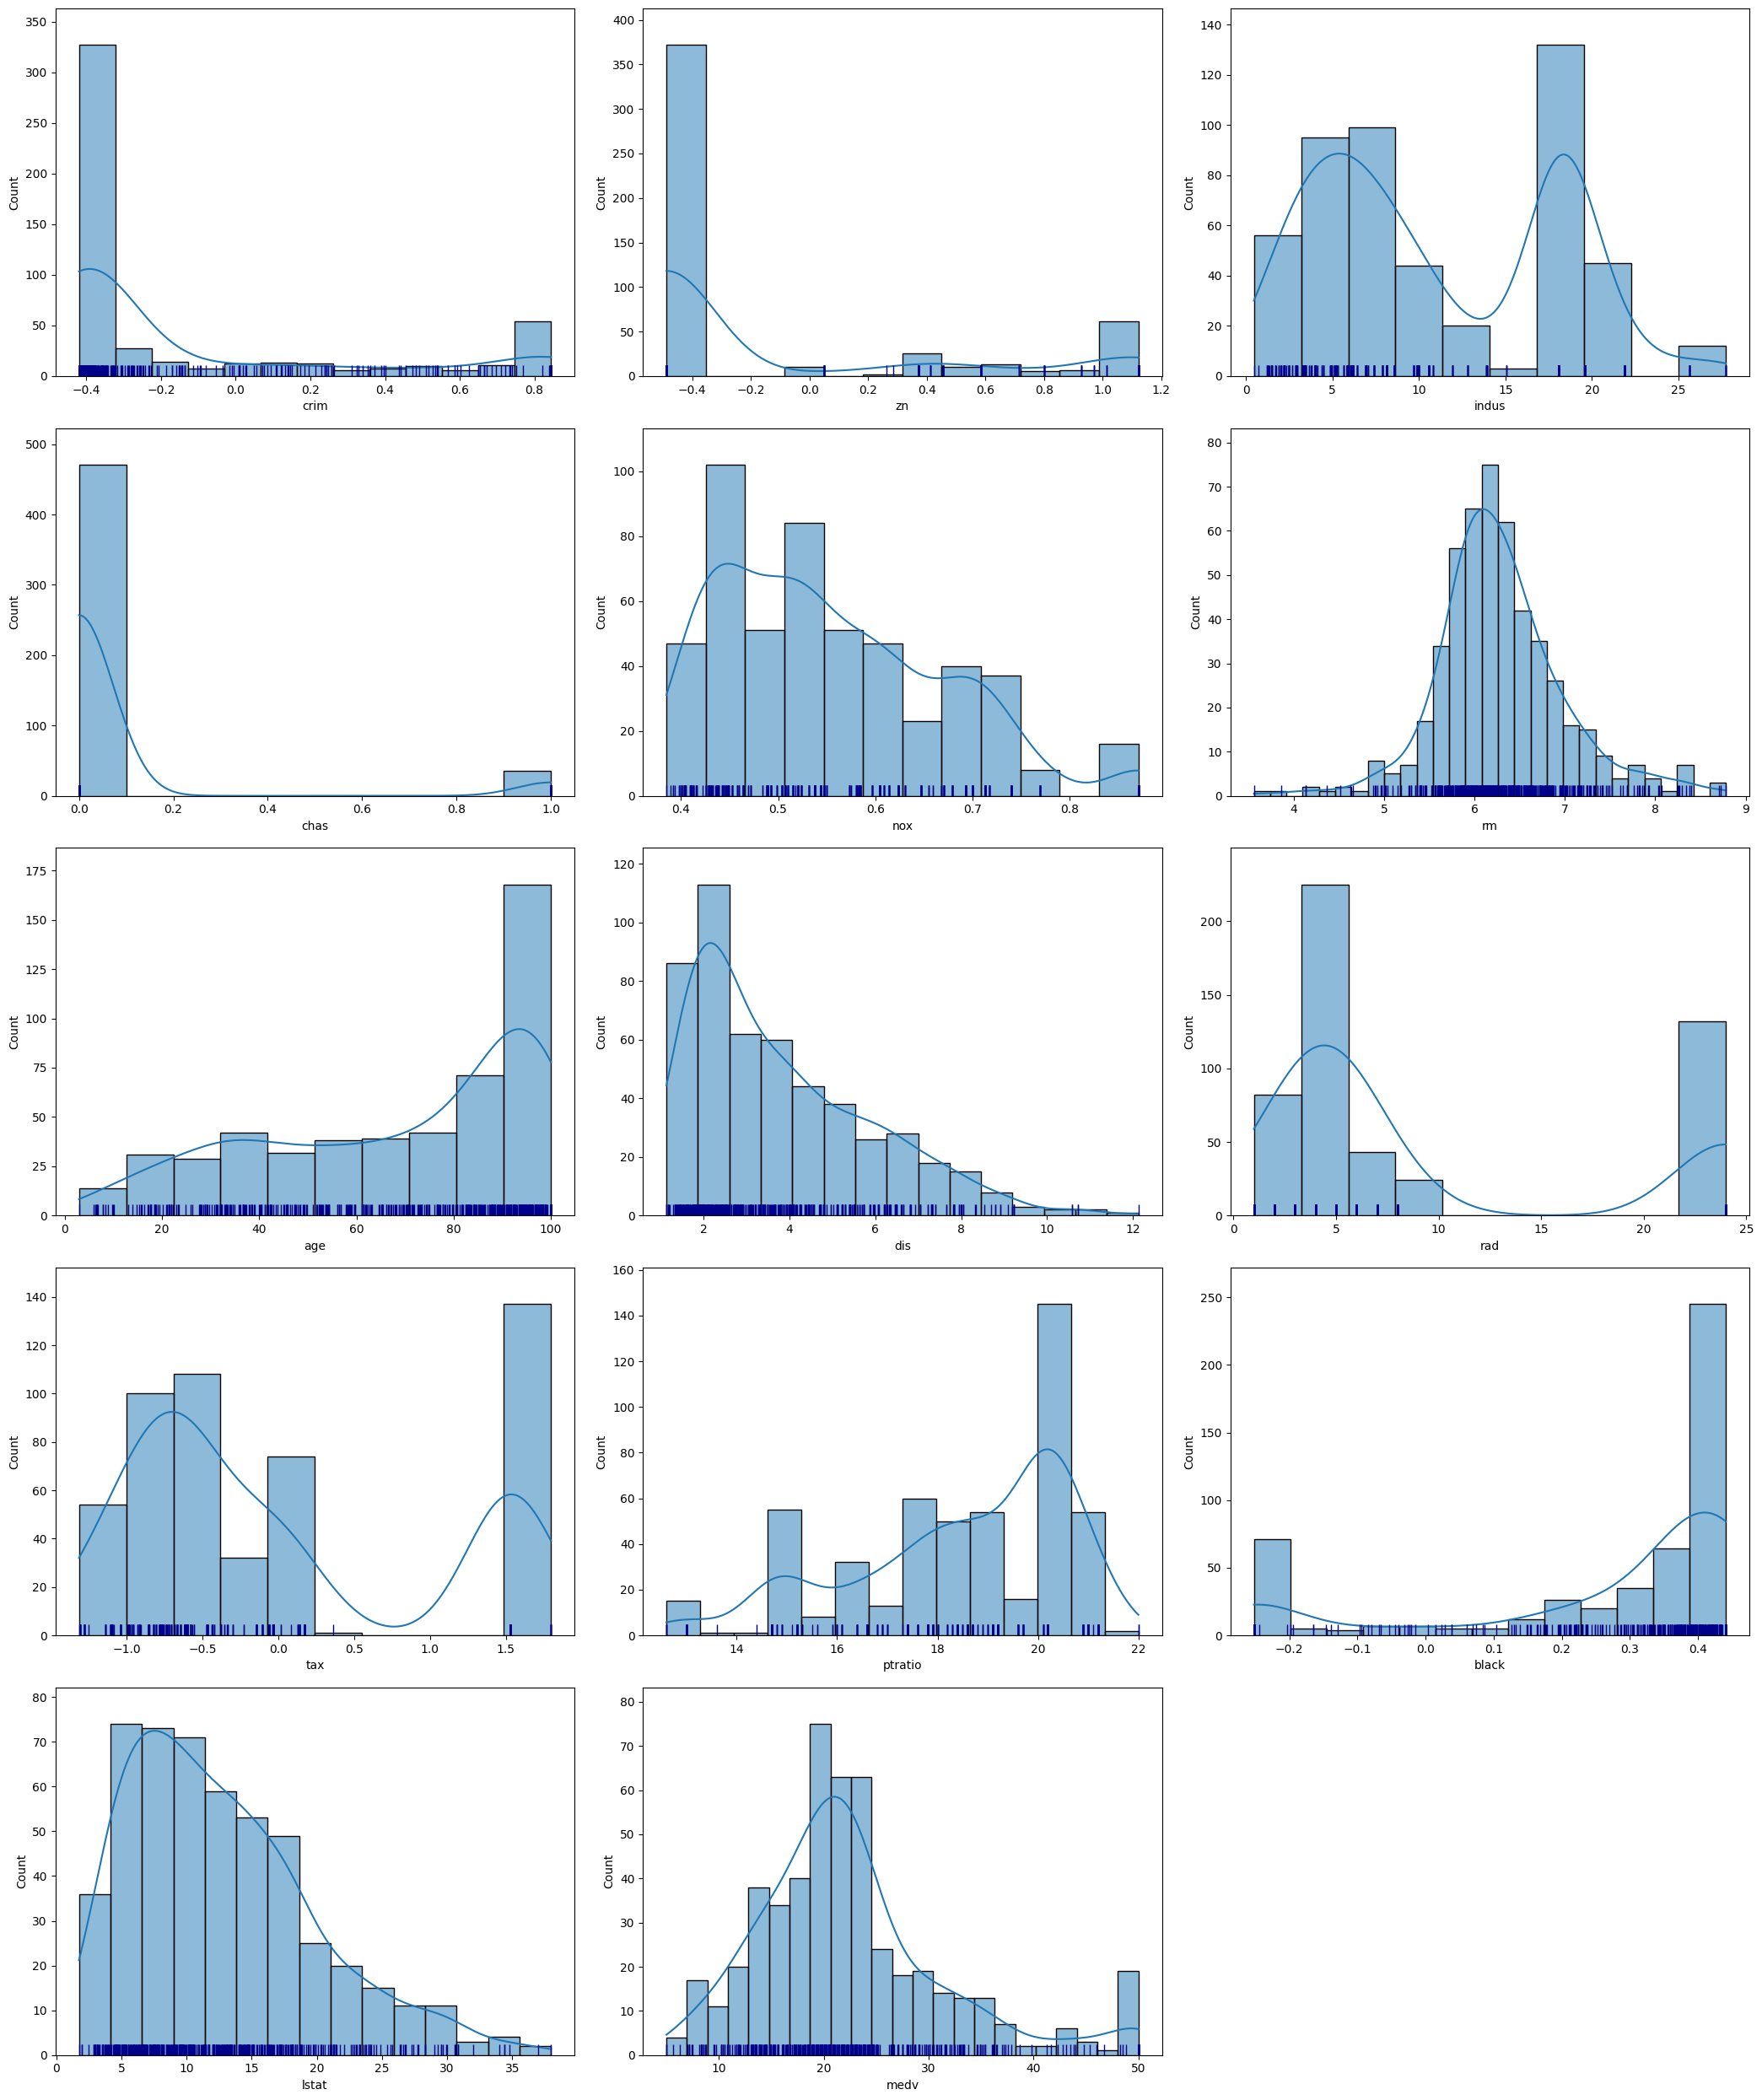 350
300
250
200
150
100
50
0
Count
−0.4 −0.2 0.0 0.2 0.4 0.6 0.8
crim
400
350
300
250
200
150
100
50
0
Count
−0.4 −0.2 0.0 0.2 0.4 0.6 0.8 1.0 1.2
zn
140
120
100
80
60
40
20
0
Count
0 5 10 15 20 25
indus
500
400
300
200
100
0
Count
0.0 0.2 0.4 0.6 0.8 1.0
chas
100
80
60
40
20
0
Count
0.4 0.5 0.6 0.7 0.8
nox
80
70
60
50
40
30
20
10
0
Count
4 5 6 7 8 9
rm
175
150
125
100
75
50
25
0
Count
0 20 40 60 80 100
age
120
100
80
60
40
20
0
Count
2 4 6 8 10 12
dis
200
150
100
50
0
Count
0 5 10 15 20 25
rad
140
120
100
80
60
40
20
0
Count
−1.0 −0.5 0.0 0.5 1.0 1.5
tax
160
140
120
100
80
60
40
20
0
Count
14 16 18 20 22
ptratio
250
200
150
100
50
0
Count
−0.2 −0.1 0.0 0.1 0.2 0.3 0.4
black
80
70
60
50
40
30
20
10
0
Count
0 5 10 15 20 25 30 35
lstat
80
70
60
50
40
30
20
10
0
Count
10 20 30 40 50
medv